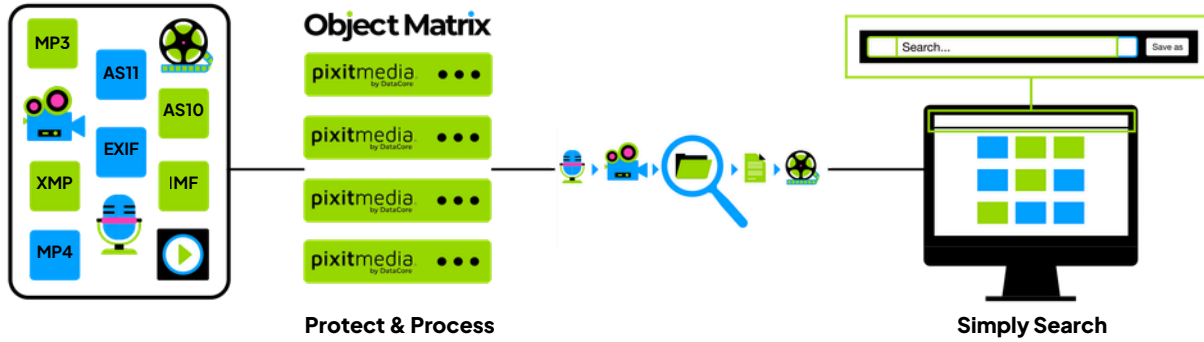 MP3
AS11
AS10
EXIF
XMP
IMF
MP4
Object Matrix
pixitmedia
by DataCore
pixitmedia
by DataCore
pixitmedia
by DataCore
pixitmedia
by DataCore
Protect & Process
Search...
Save as
Simply Search